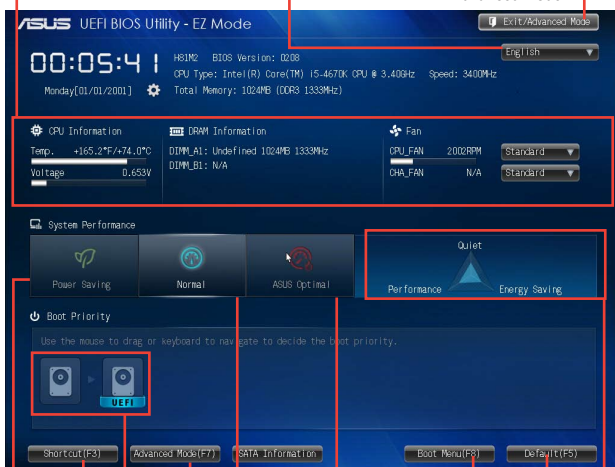 ASUS UEFI BIOS Utility - EZ Mode
Exit/Advanced Mode
English
00:05:41
Monday[01/01/2001]
H81M2 BIOS Version: 0208
CPU Type: Intel(R) Core(TM) i5-4670K CPU @ 3.40GHz Speed: 3400MHz
Total Memory: 1024MB (DDR3 1333MHz)
CPU Information
Temp. +165.2°F/+74.0°C
Voltage 0.653V
DRAM Information
DIMM_A1: Undefined 1024MB 1333MHz
DIMM_B1: N/A
Fan
CPU_FAN 2002RPM Standard
CHA_FAN N/A Standard
System Performance
Power Saving
Normal
ASUS Optimal
Quiet
Performance Energy Saving
Boot Priority
Use the mouse to drag or keyboard to navigate to decide the boot priority.
UEFI
Shortcut(F3) Advanced Mode(F7) SATA Information Boot Menu(F8) Default(F5)